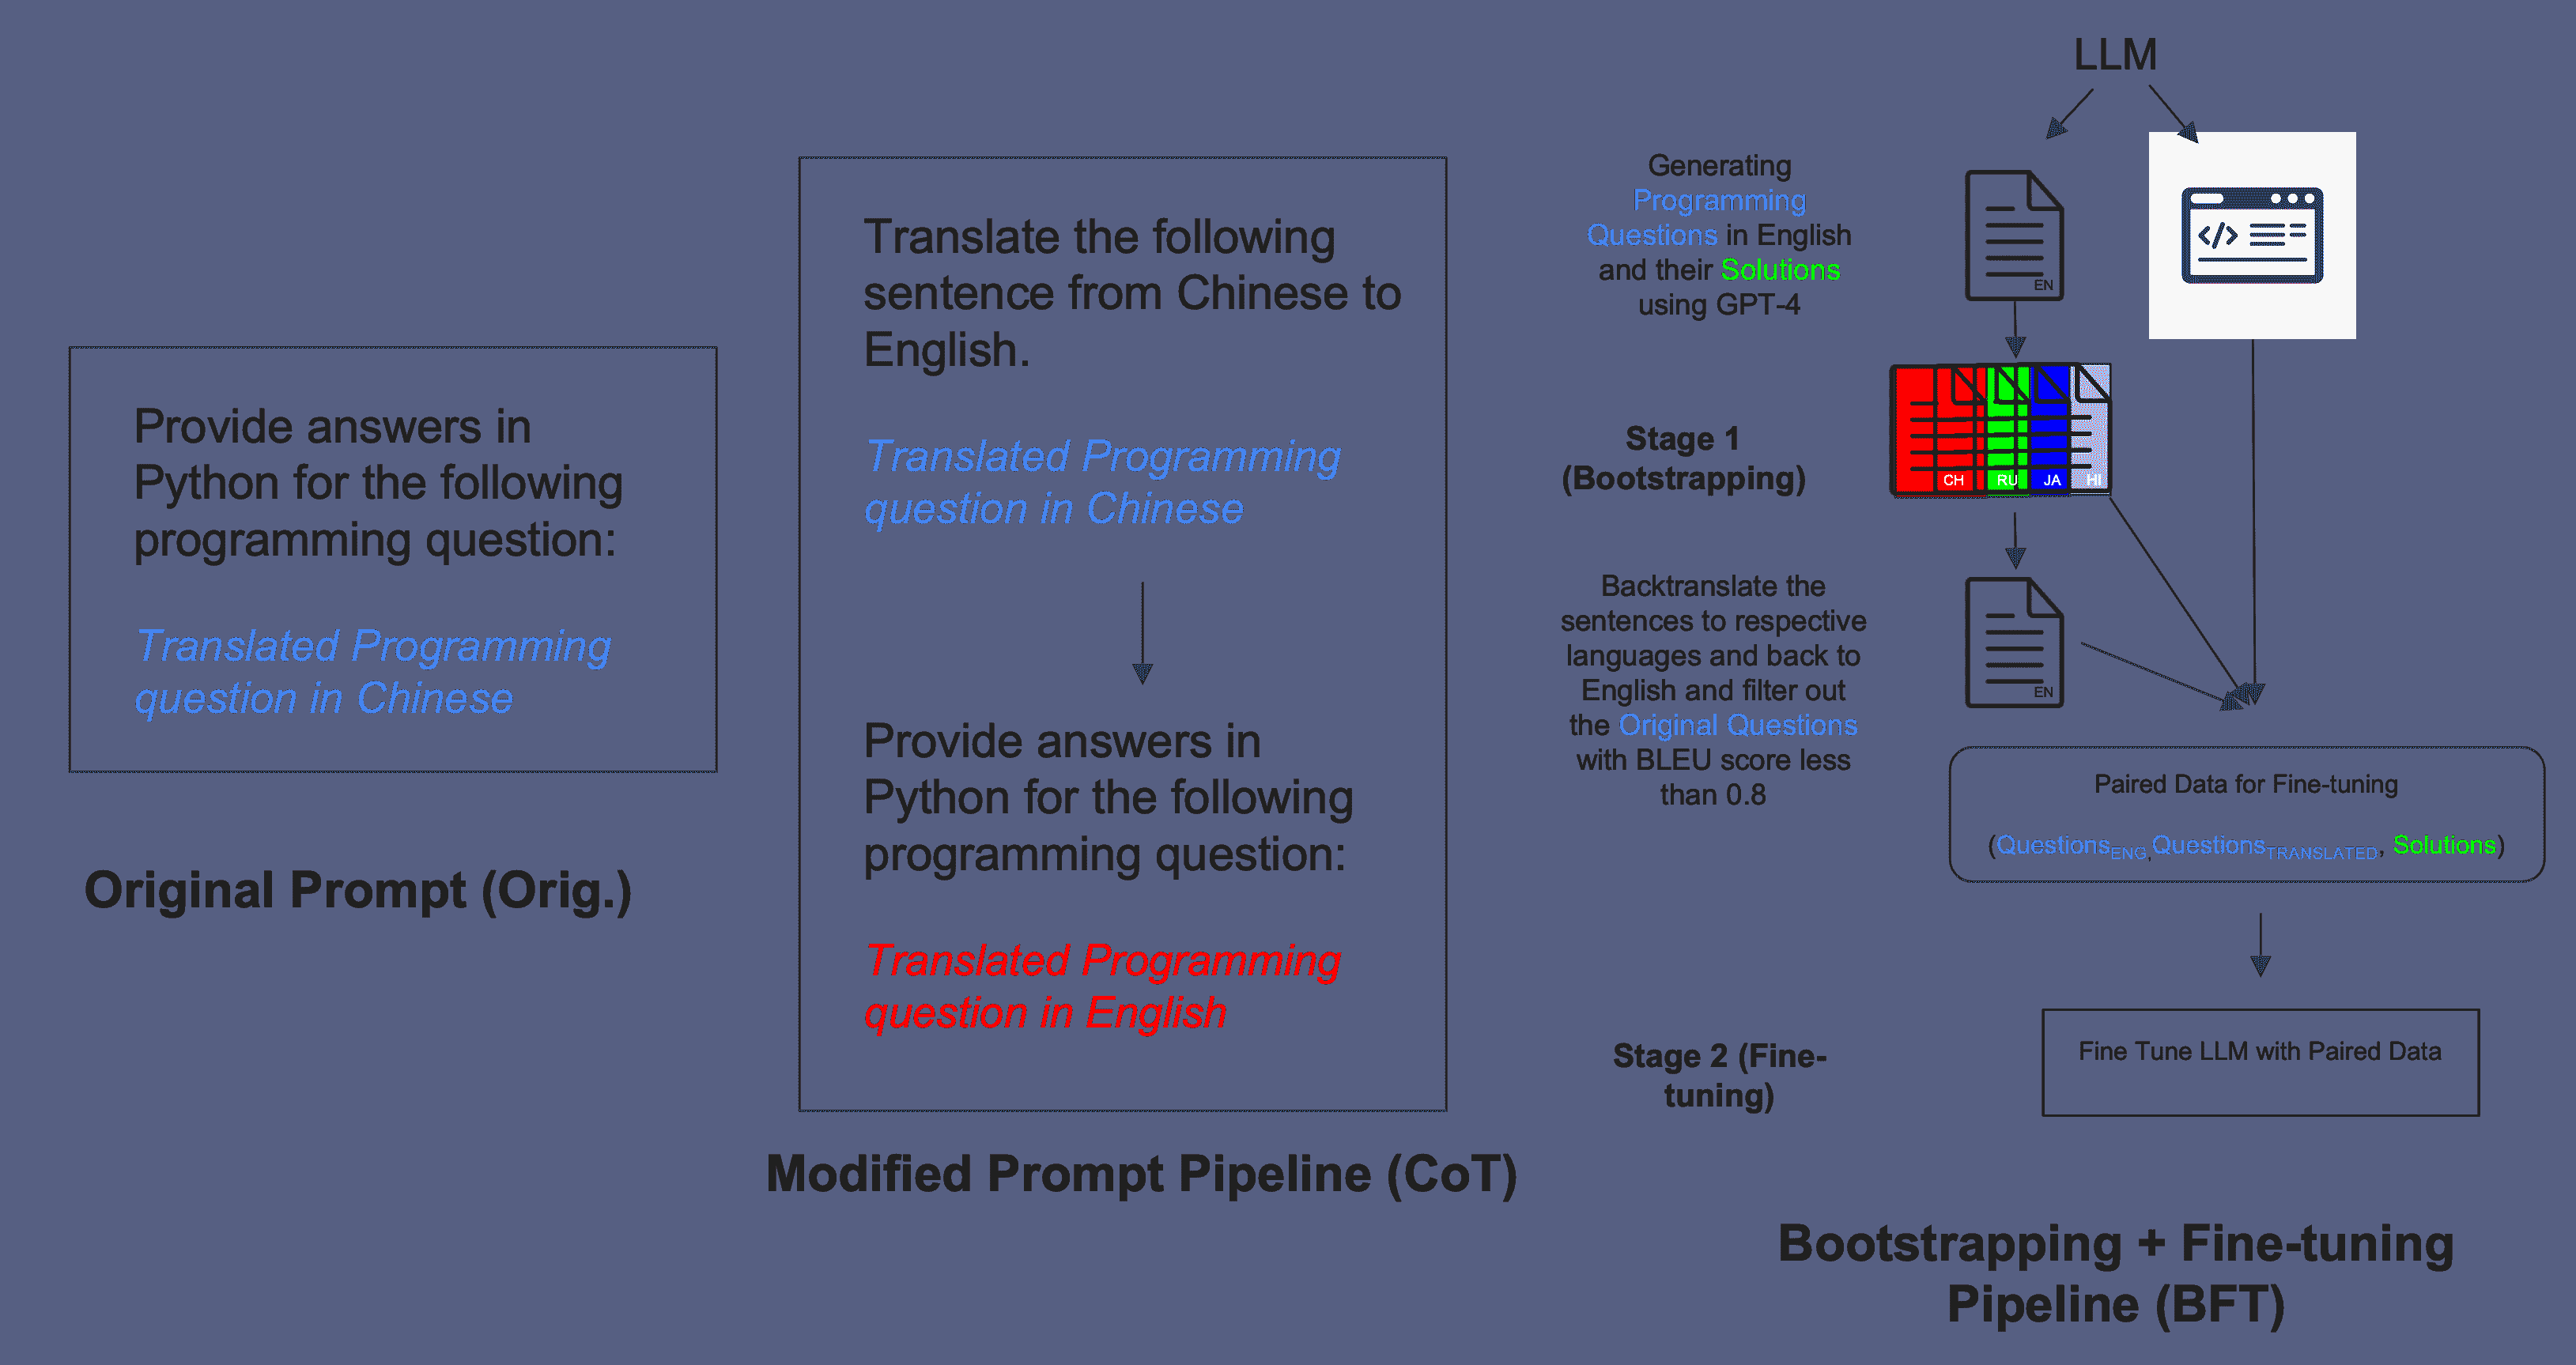 Provide answers in
Python for the following
programming question:
Translated Programming
question in Chinese
Original Prompt (Orig.)
Translate the following
sentence from Chinese to
English.
Translated Programming
question in Chinese
Provide answers in
Python for the following
programming question:
Translated Programming
question in English
Modified Prompt Pipeline (CoT)
LLM
Generating
Programming
Questions in English
and their Solutions
using GPT-4
EN
</>
Stage 1
(Bootstrapping)
CH RU JA HI
Backtranslate the
sentences to respective
languages and back to
English and filter out
the Original Questions
with BLEU score less
than 0.8
EN
Paired Data for Fine-tuning
(QuestionsENG,QuestionsTRANSLATED, Solutions)
Stage 2 (Fine-
tuning)
Fine Tune LLM with Paired Data
Bootstrapping + Fine-tuning
Pipeline (BFT)